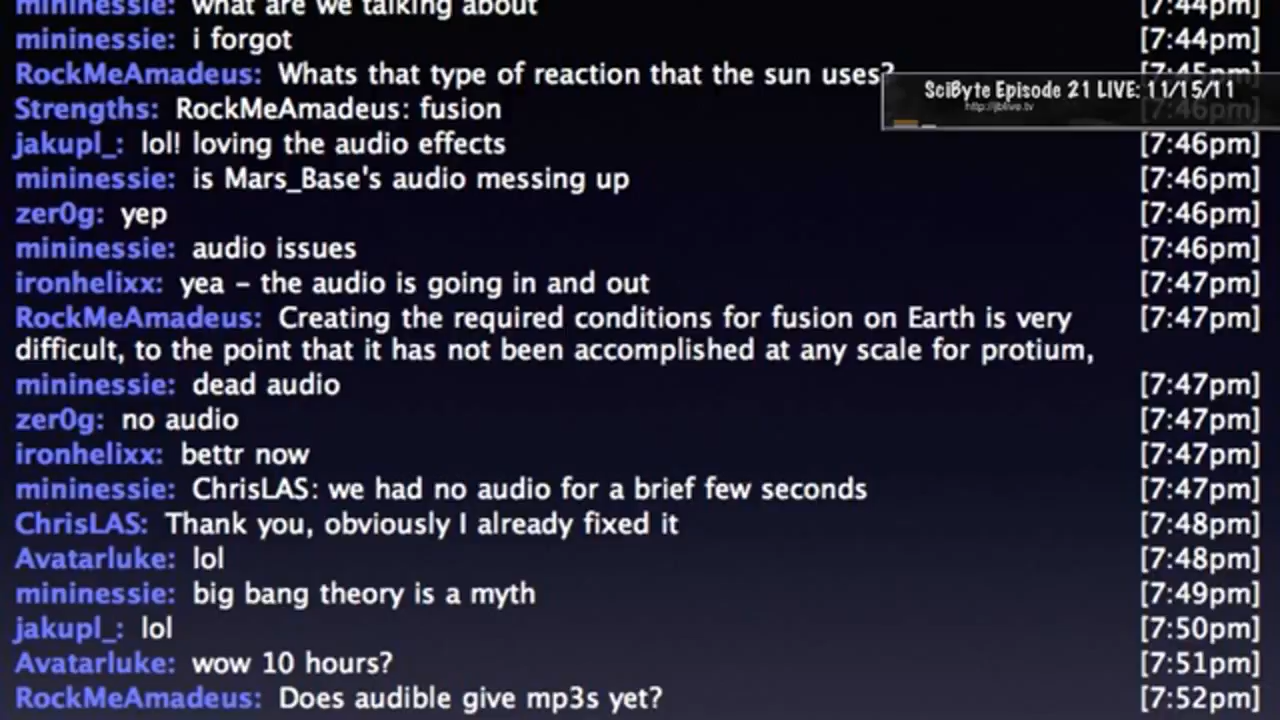 mininessie: what are we talking about [7:44pm]
mininessie: i forgot [7:44pm]
RockMeAmadeus: Whats that type of reaction that the sun uses? [7:45pm]
SciByte Episode 21 LIVE: 11/15/11
http://jblive.tv
Strengths: RockMeAmadeus: fusion [7:46pm]
jakupl_: lol! loving the audio effects [7:46pm]
mininessie: is Mars_Base's audio messing up [7:46pm]
zer0g: yep [7:46pm]
mininessie: audio issues [7:46pm]
ironhelixx: yea – the audio is going in and out [7:47pm]
RockMeAmadeus: Creating the required conditions for fusion on Earth is very [7:47pm]
difficult, to the point that it has not been accomplished at any scale for protium,
mininessie: dead audio [7:47pm]
zer0g: no audio [7:47pm]
ironhelixx: bettr now [7:47pm]
mininessie: ChrisLAS: we had no audio for a brief few seconds [7:47pm]
ChrisLAS: Thank you, obviously I already fixed it [7:48pm]
Avatarluke: lol [7:48pm]
mininessie: big bang theory is a myth [7:49pm]
jakupl_: lol [7:50pm]
Avatarluke: wow 10 hours? [7:51pm]
RockMeAmadeus: Does audible give mp3s yet? [7:52pm]